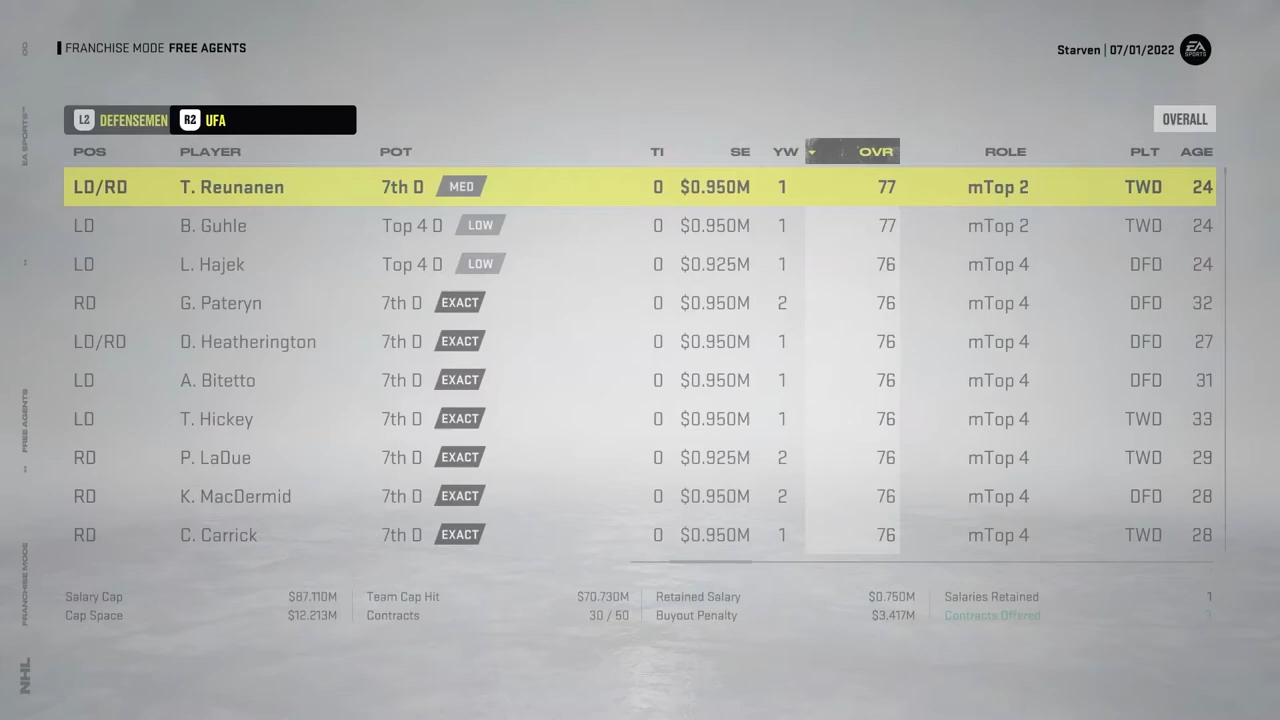 FRANCHISE MODE FREE AGENTS
Starven | 07/01/2022 EA SPORTS
L2 DEFENSEMEN R2 UFA
OVERALL
POS PLAYER POT TI SE YW OVR ROLE PLT AGE
LD/RD T. Reunanen 7th D MED 0 $0.950M 1 77 mTop 2 TWD 24
LD B. Guhle Top 4 D LOW 0 $0.950M 1 77 mTop 2 TWD 24
LD L. Hajek Top 4 D LOW 0 $0.925M 1 76 mTop 4 DFD 24
RD G. Pateryn 7th D EXACT 0 $0.950M 2 76 mTop 4 DFD 32
LD/RD D. Heatherington 7th D EXACT 0 $0.950M 1 76 mTop 4 DFD 27
LD A. Bitetto 7th D EXACT 0 $0.950M 1 76 mTop 4 DFD 31
LD T. Hickey 7th D EXACT 0 $0.950M 1 76 mTop 4 TWD 33
RD P. LaDue 7th D EXACT 0 $0.925M 2 76 mTop 4 TWD 29
RD K. MacDermid 7th D EXACT 0 $0.950M 2 76 mTop 4 DFD 28
RD C. Carrick 7th D EXACT 0 $0.950M 1 76 mTop 4 TWD 28
Salary Cap $87.110M Team Cap Hit $70.730M Retained Salary $0.750M Salaries Retained 1
Cap Space $12.213M Contracts 30 / 50 Buyout Penalty $3.417M Contracts Offered
NHL FRANCHISE MODE FREE AGENTS EA SPORTS™